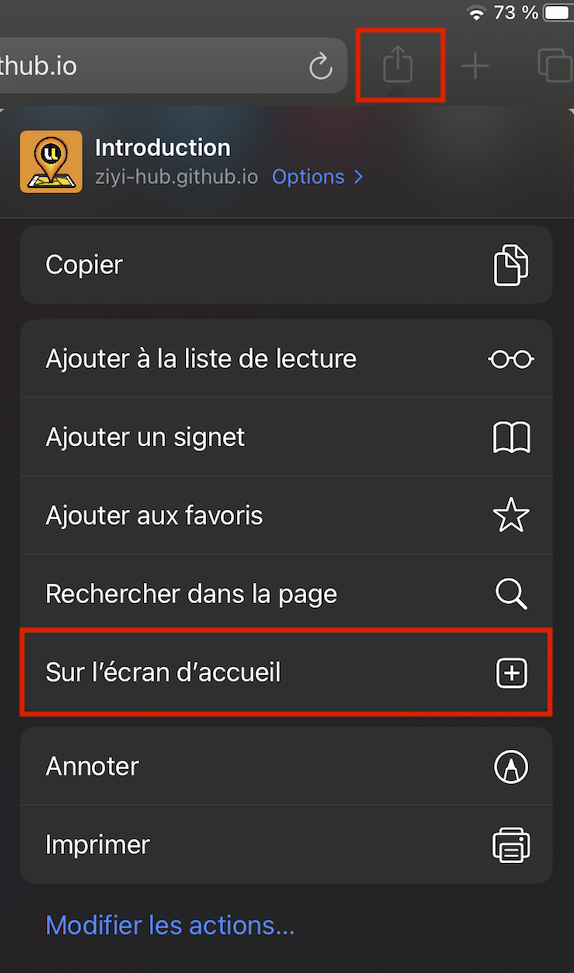 73 %
thub.io
Introduction
ziyi-hub.github.io Options
Copier
Ajouter à la liste de lecture
Ajouter un signet
Ajouter aux favoris
Rechercher dans la page
Sur l’écran d’accueil
Annoter
Imprimer
Modifier les actions...